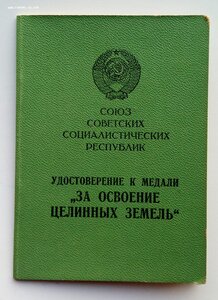 СОЮЗ
СОВЕТСКИХ
СОЦИАЛИСТИЧЕСКИХ
РЕСПУБЛИК
УДОСТОВЕРЕНИЕ К МЕДАЛИ
„ЗА ОСВОЕНИЕ
ЦЕЛИННЫХ ЗЕМЕЛЬ“